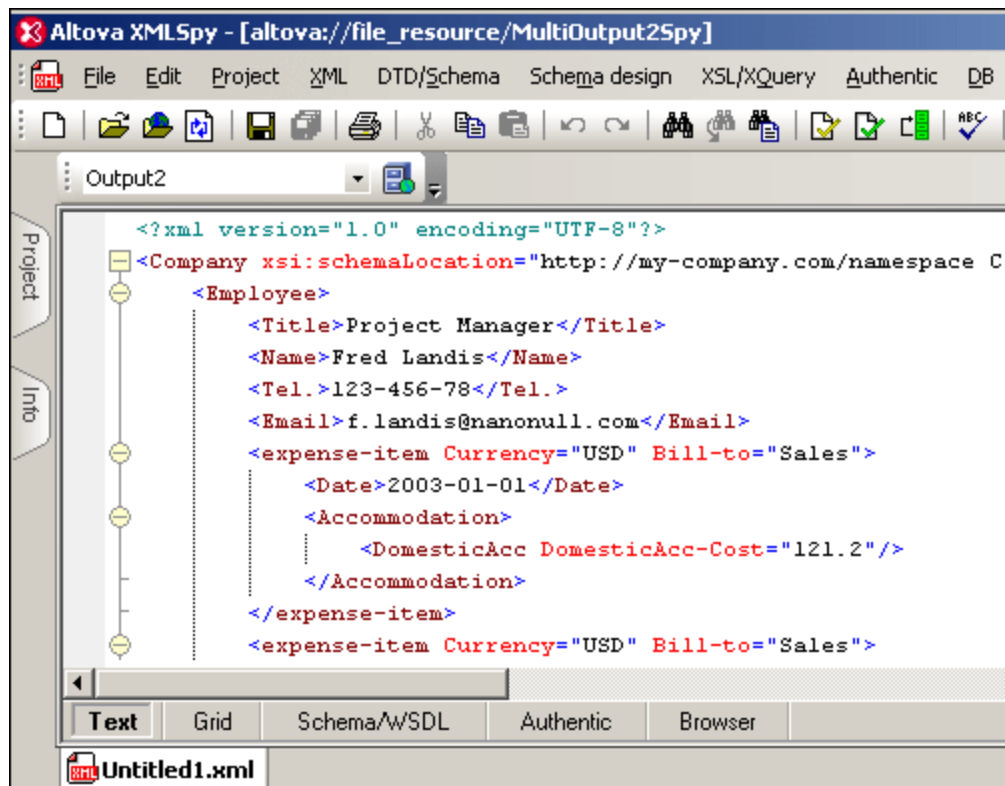 Altova XMLSpy - [altova://file_resource/MultiOutput2Spy]
File Edit Project XML DTD/Schema Schema design XSL/XQuery Authentic DB
ABC
Output2
Project
Info
<?xml version="1.0" encoding="UTF-8"?>
<Company xsi:schemaLocation="http://my-company.com/namespace C
<Employee>
<Title>Project Manager</Title>
<Name>Fred Landis</Name>
<Tel.>123-456-78</Tel.>
<Email>f.landis@nanonull.com</Email>
<expense-item Currency="USD" Bill-to="Sales">
<Date>2003-01-01</Date>
<Accommodation>
<DomesticAcc DomesticAcc-Cost="121.2"/>
</Accommodation>
</expense-item>
<expense-item Currency="USD" Bill-to="Sales">
Text Grid Schema/WSDL Authentic Browser
XML Untitled1.xml